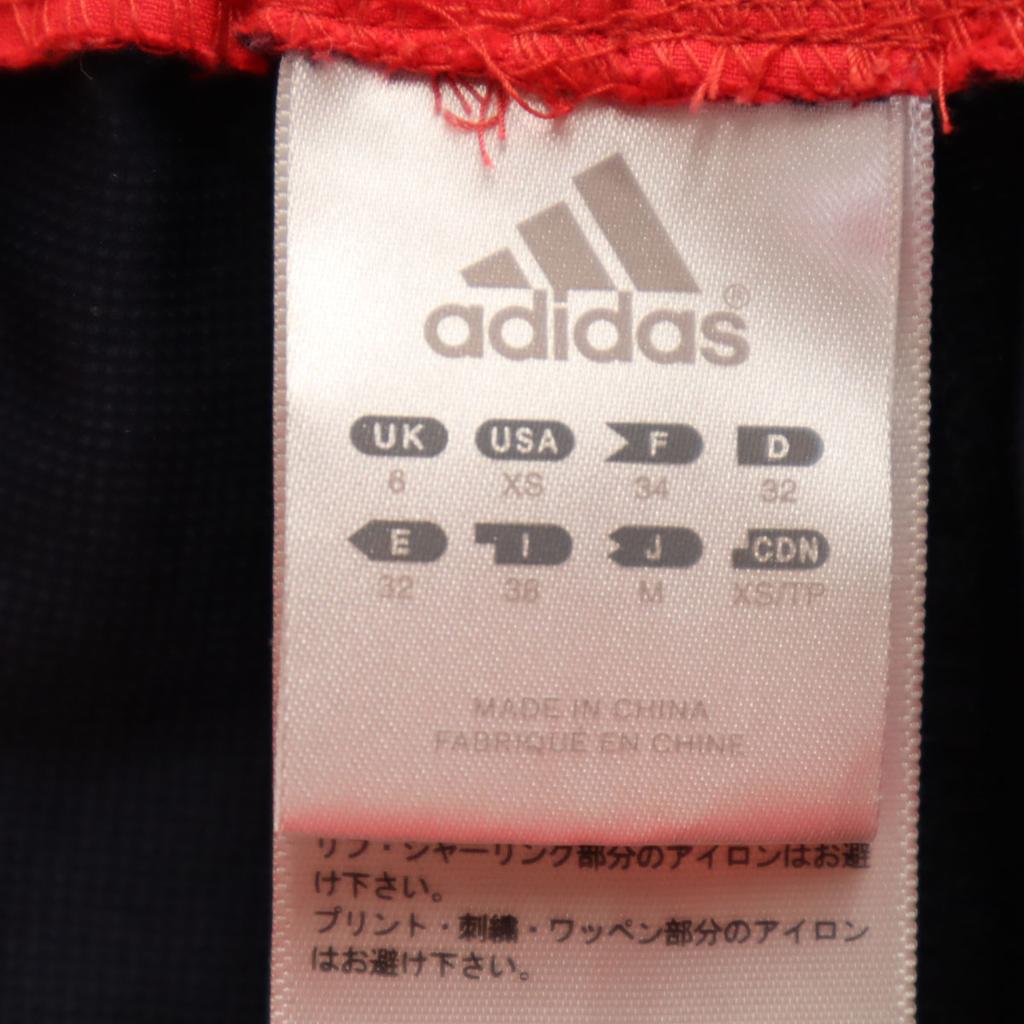 adidas®
UK USA F D
6 XS 34 32
E I J CDN
32 38 M XS/TP
MADE IN CHINA
FABRIQUÉ EN CHINE
リブ・シャーリング部分のアイロンはお避
け下さい。
プリント・刺繍・ワッペン部分のアイロン
はお避け下さい。